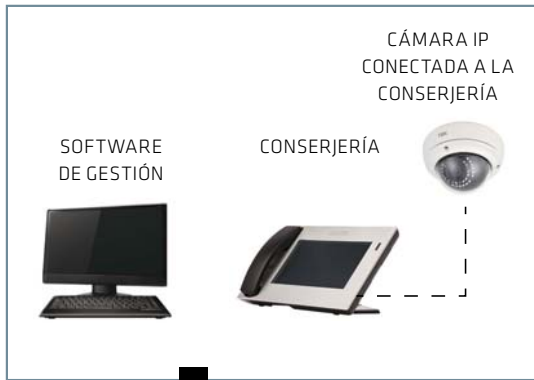 CÁMARA IP
CONECTADA A LA
CONSERJERÍA
SOFTWARE
DE GESTIÓN
CONSERJERÍA